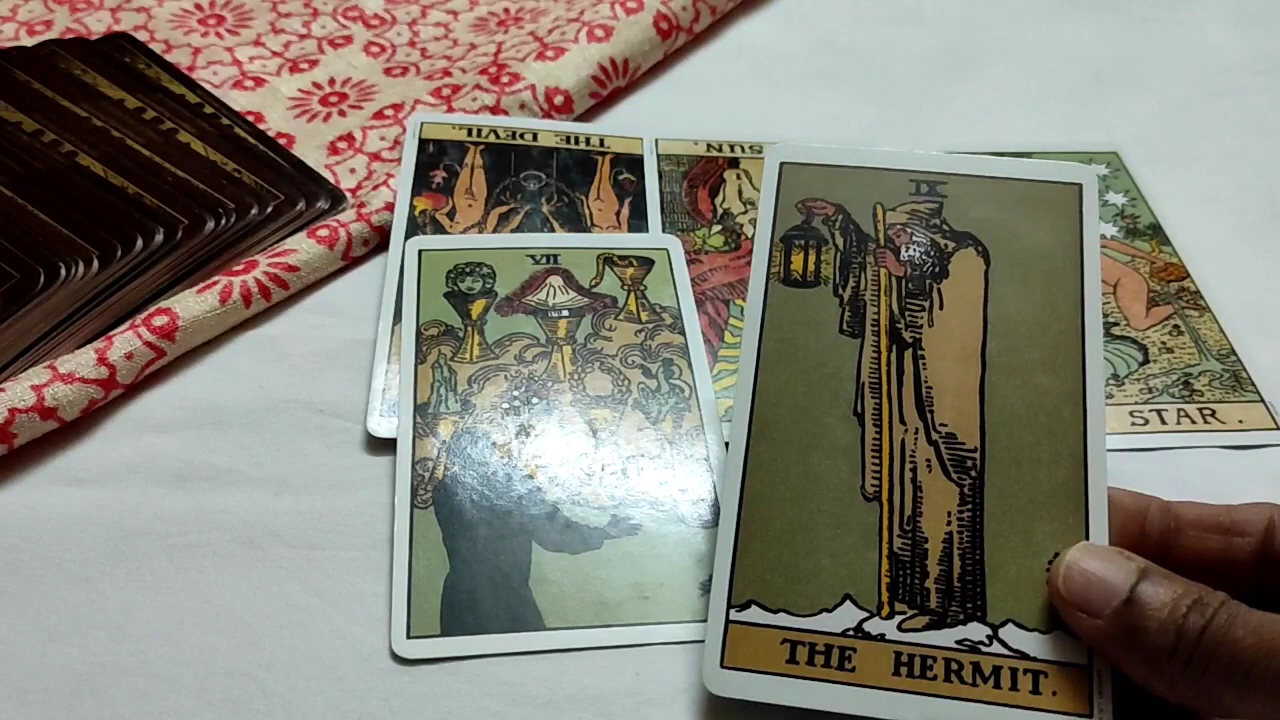 THE DEVIL.
SUN.
VII
IX
STAR.
THE HERMIT.